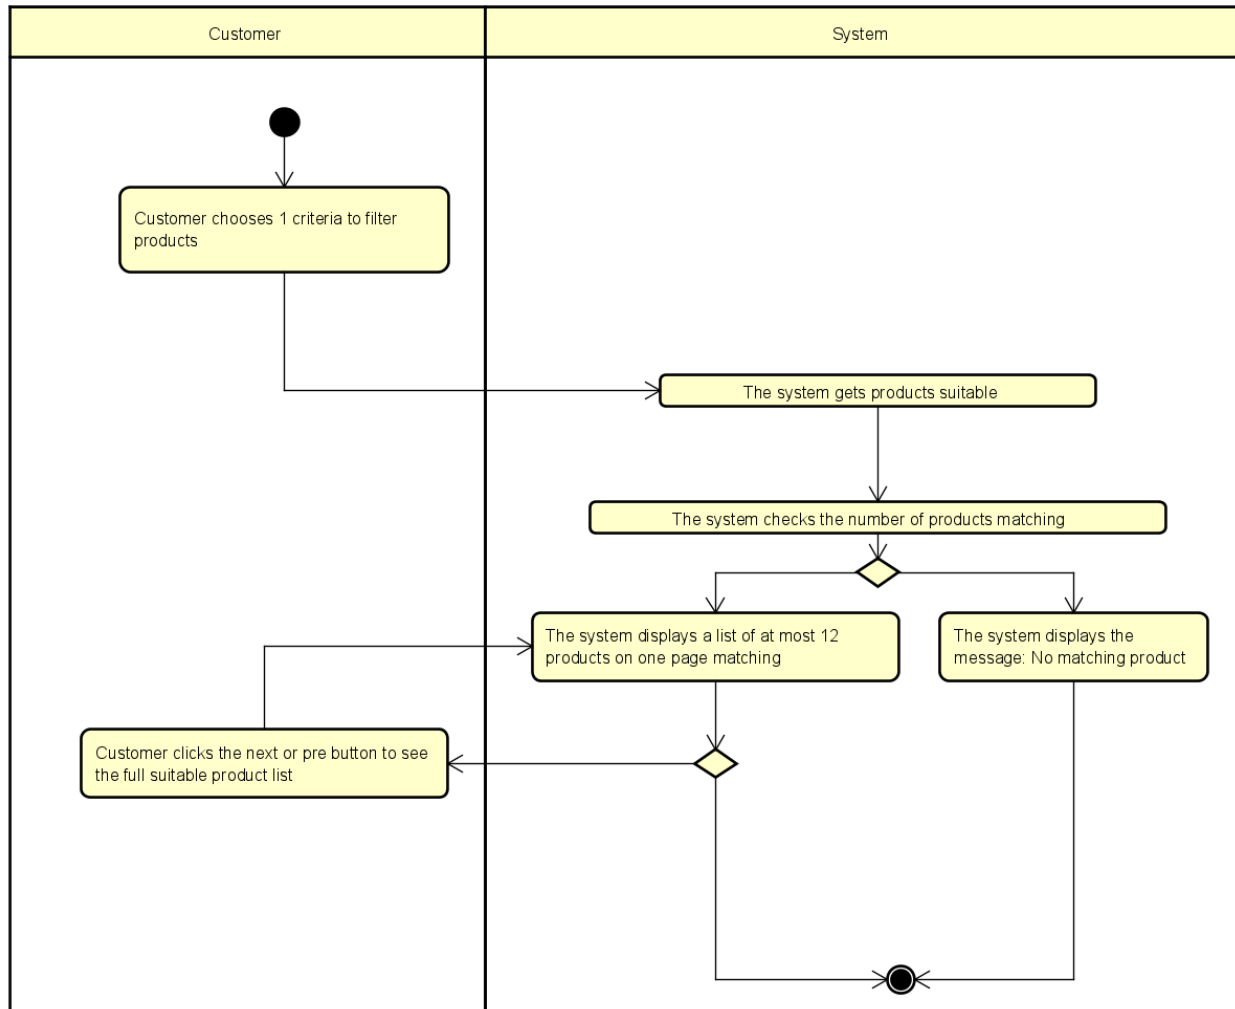 Customer
System
Customer chooses 1 criteria to filter
products
The system gets products suitable
The system checks the number of products matching
The system displays a list of at most 12
products on one page matching
The system displays the
message: No matching product
Customer clicks the next or pre button to see
the full suitable product list